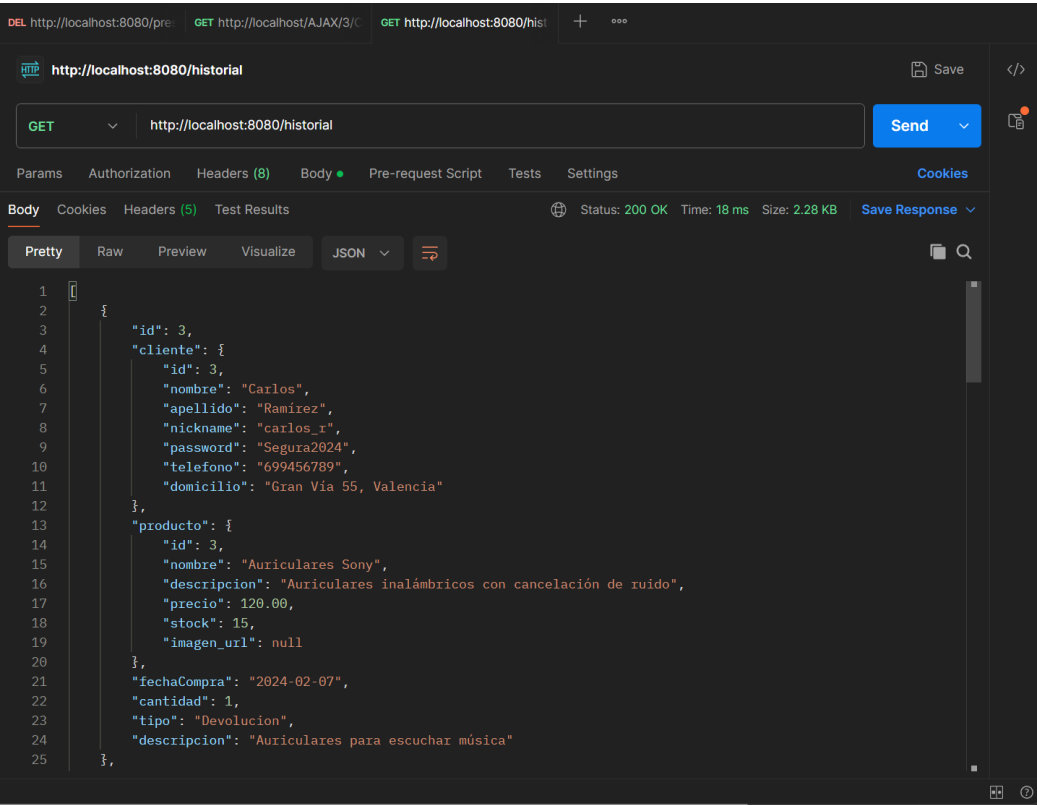 DEL http://localhost:8080/pre GET http://localhost/AJAX/3/C GET http://localhost:8080/hist
HTTP http://localhost:8080/historial Save </>
GET http://localhost:8080/historial Send
Params Authorization Headers (8) Body Pre-request Script Tests Settings Cookies
Body Cookies Headers (5) Test Results Status: 200 OK Time: 18 ms Size: 2.28 KB Save Response
Pretty Raw Preview Visualize JSON
1 [
2 {
3 "id": 3,
4 "cliente": {
5 "id": 3,
6 "nombre": "Carlos",
7 "apellido": "Ramírez",
8 "nickname": "carlos_r",
9 "password": "Segura2024",
10 "telefono": "699456789",
11 "domicilio": "Gran Vía 55, Valencia"
12 },
13 "producto": {
14 "id": 3,
15 "nombre": "Auriculares Sony",
16 "descripcion": "Auriculares inalámbricos con cancelación de ruido",
17 "precio": 120.00,
18 "stock": 15,
19 "imagen_url": null
20 },
21 "fechaCompra": "2024-02-07",
22 "cantidad": 1,
23 "tipo": "Devolucion",
24 "descripcion": "Auriculares para escuchar música"
25 },